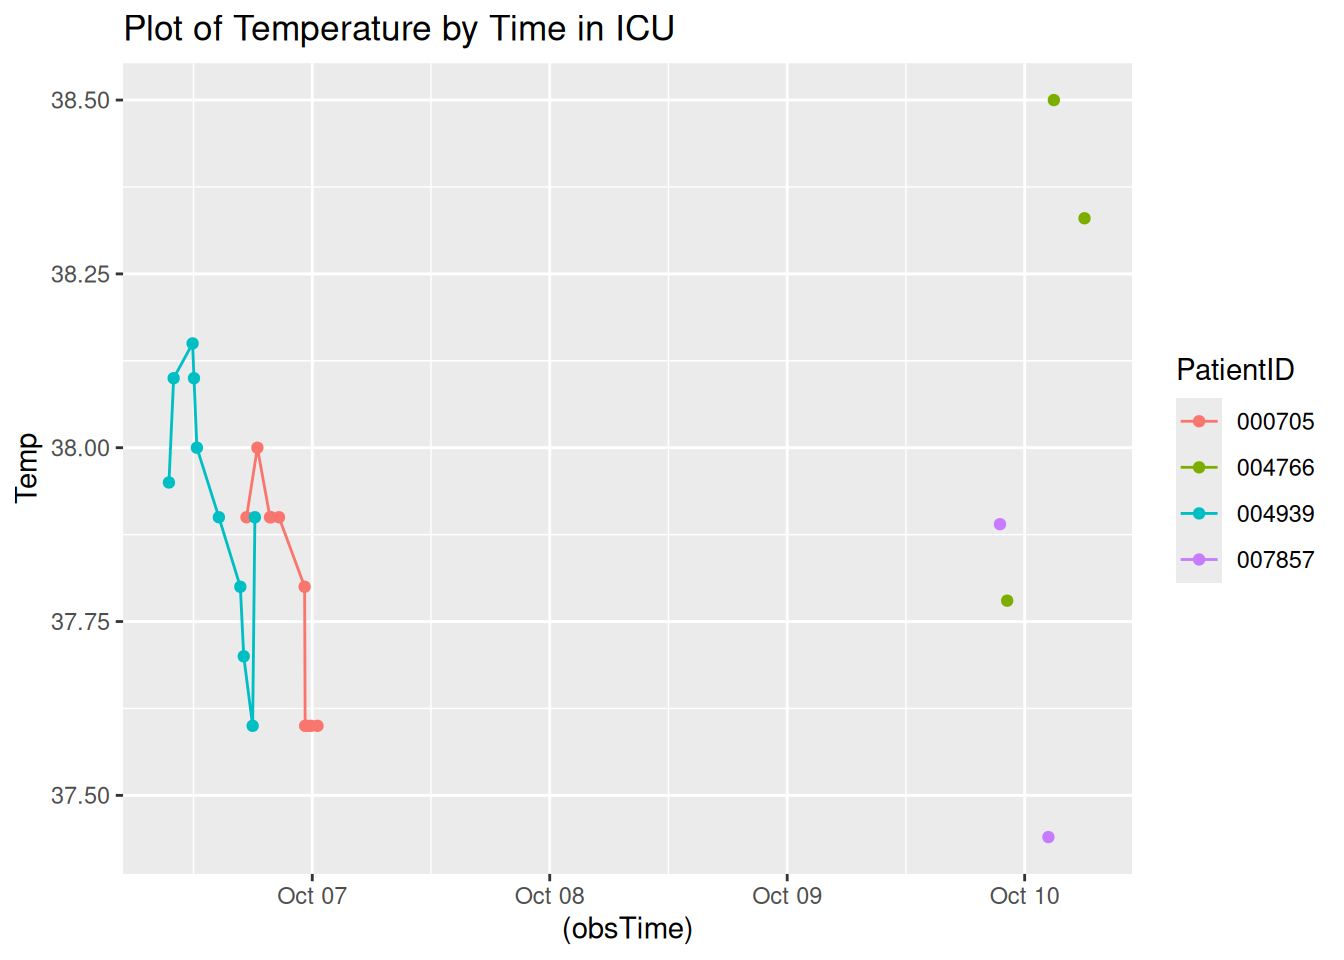 Plot of Temperature by Time in ICU
38.50
38.25
38.00
37.75
37.50
Temp
Oct 07
Oct 08
Oct 09
Oct 10
(obsTime)
PatientID
000705
004766
004939
007857